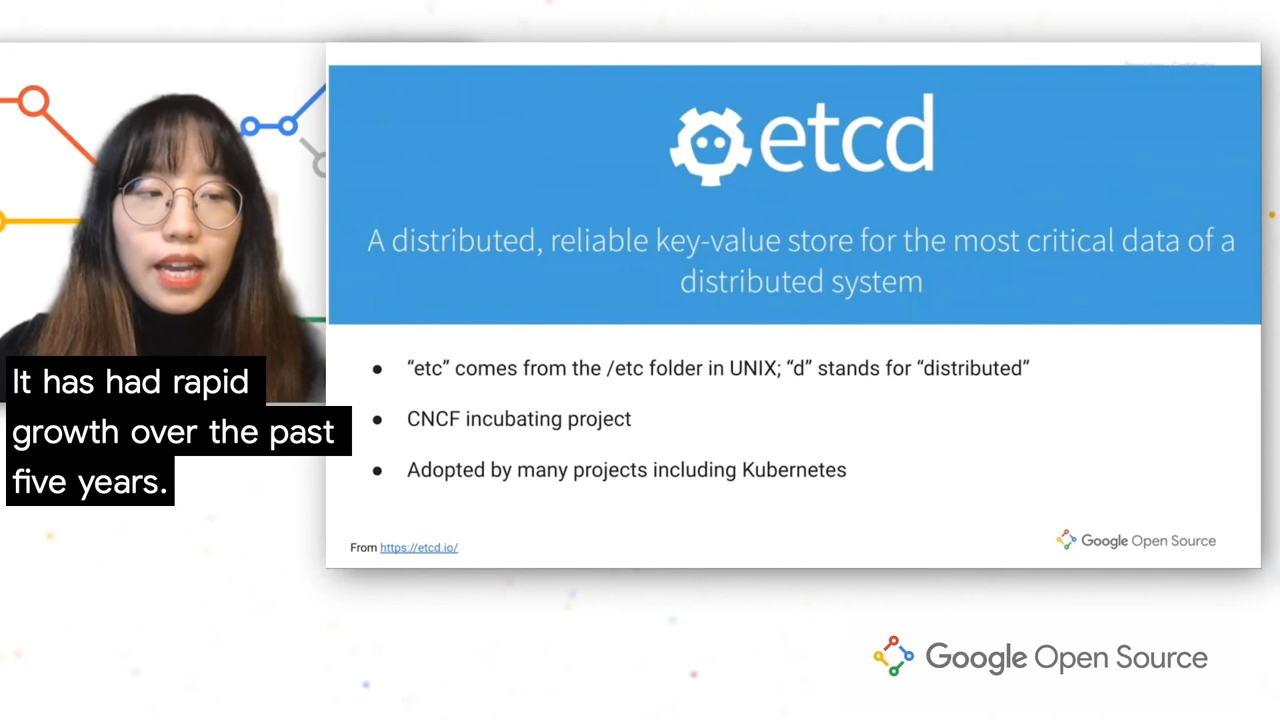 etcd
A distributed, reliable key-value store for the most critical data of a
distributed system
• “etc” comes from the /etc folder in UNIX; “d” stands for “distributed”
• CNCF incubating project
• Adopted by many projects including Kubernetes
From https://etcd.io/
Google Open Source
It has had rapid
growth over the past
five years.
Google Open Source